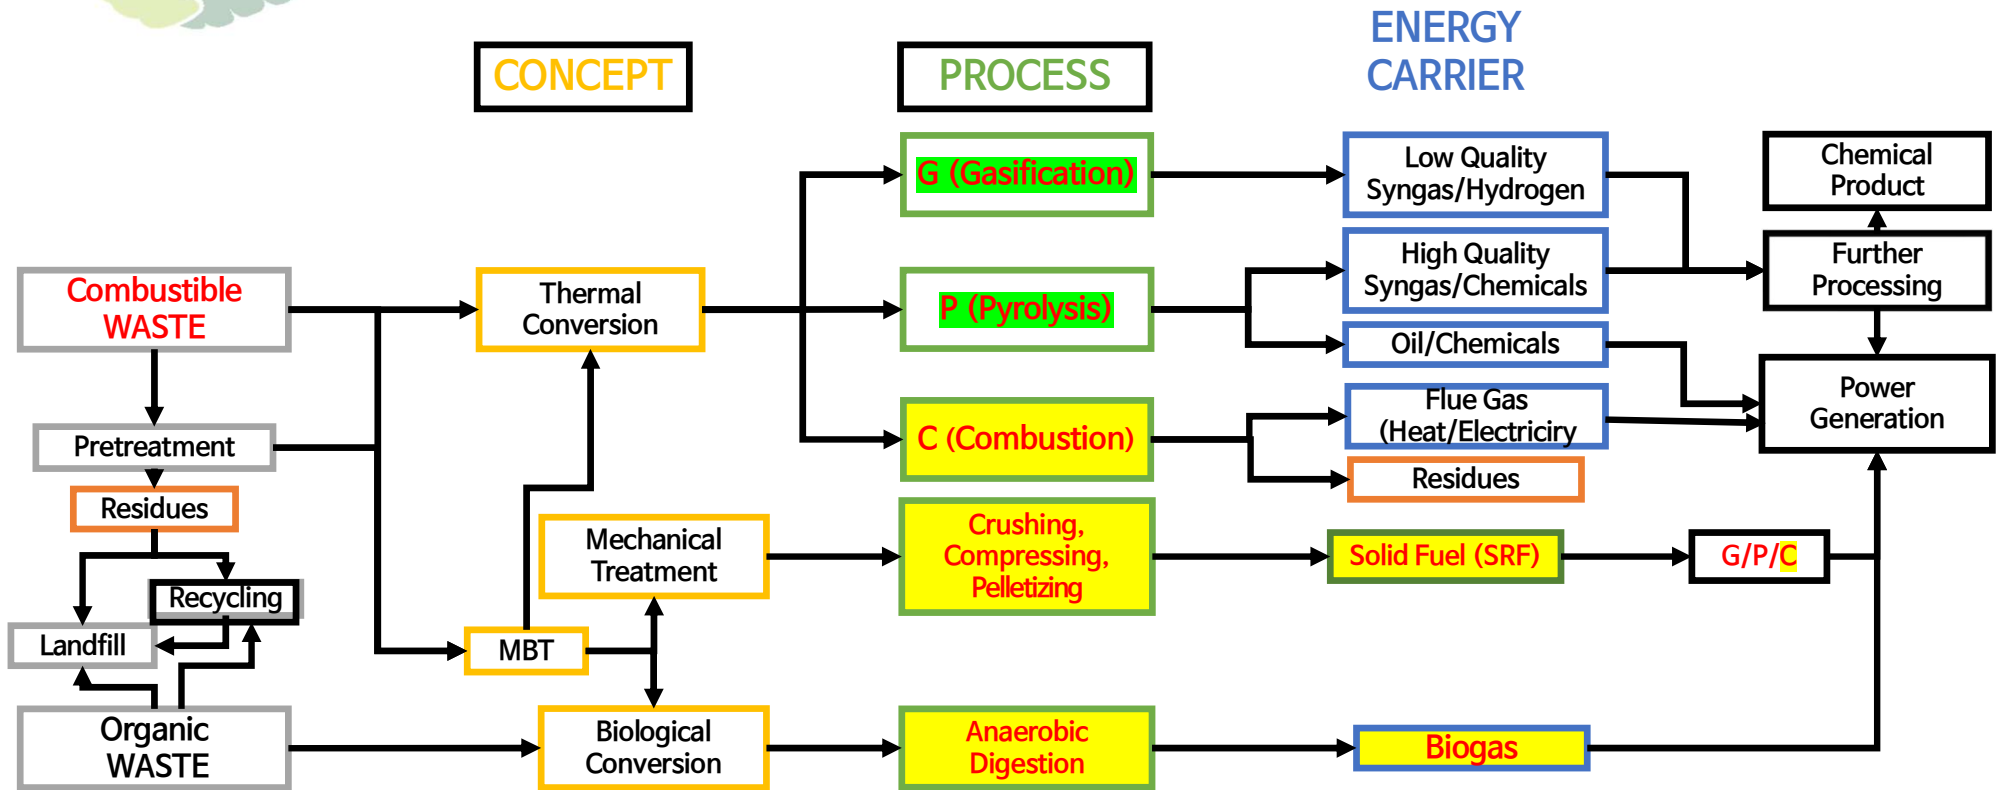 CONCEPT
PROCESS
ENERGY
CARRIER
G (Gasification)
Low Quality
Syngas/Hydrogen
Chemical
Product
Combustible
WASTE
Thermal
Conversion
P (Pyrolysis)
High Quality
Syngas/Chemicals
Further
Processing
Oil/Chemicals
Pretreatment
C (Combustion)
Flue Gas
(Heat/Electriciry
Power
Generation
Residues
Residues
Mechanical
Treatment
Crushing,
Compressing,
Pelletizing
Solid Fuel (SRF)
G/P/C
Recycling
Landfill
MBT
Organic
WASTE
Biological
Conversion
Anaerobic
Digestion
Biogas